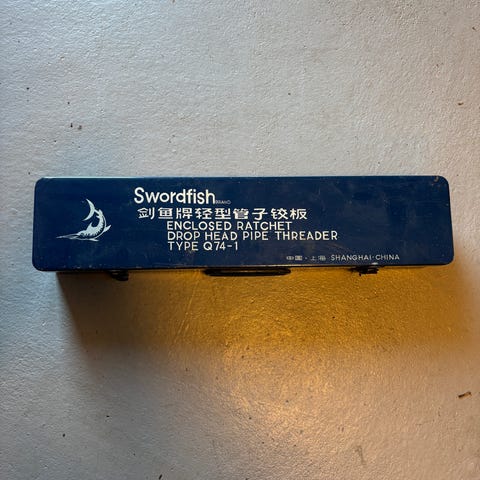 Swordfish BRAND
剑鱼牌轻型管子铰板
ENCLOSED RATCHET
DROP HEAD PIPE THREADER
TYPE Q74-1
中国·上海 SHANGHAI·CHINA